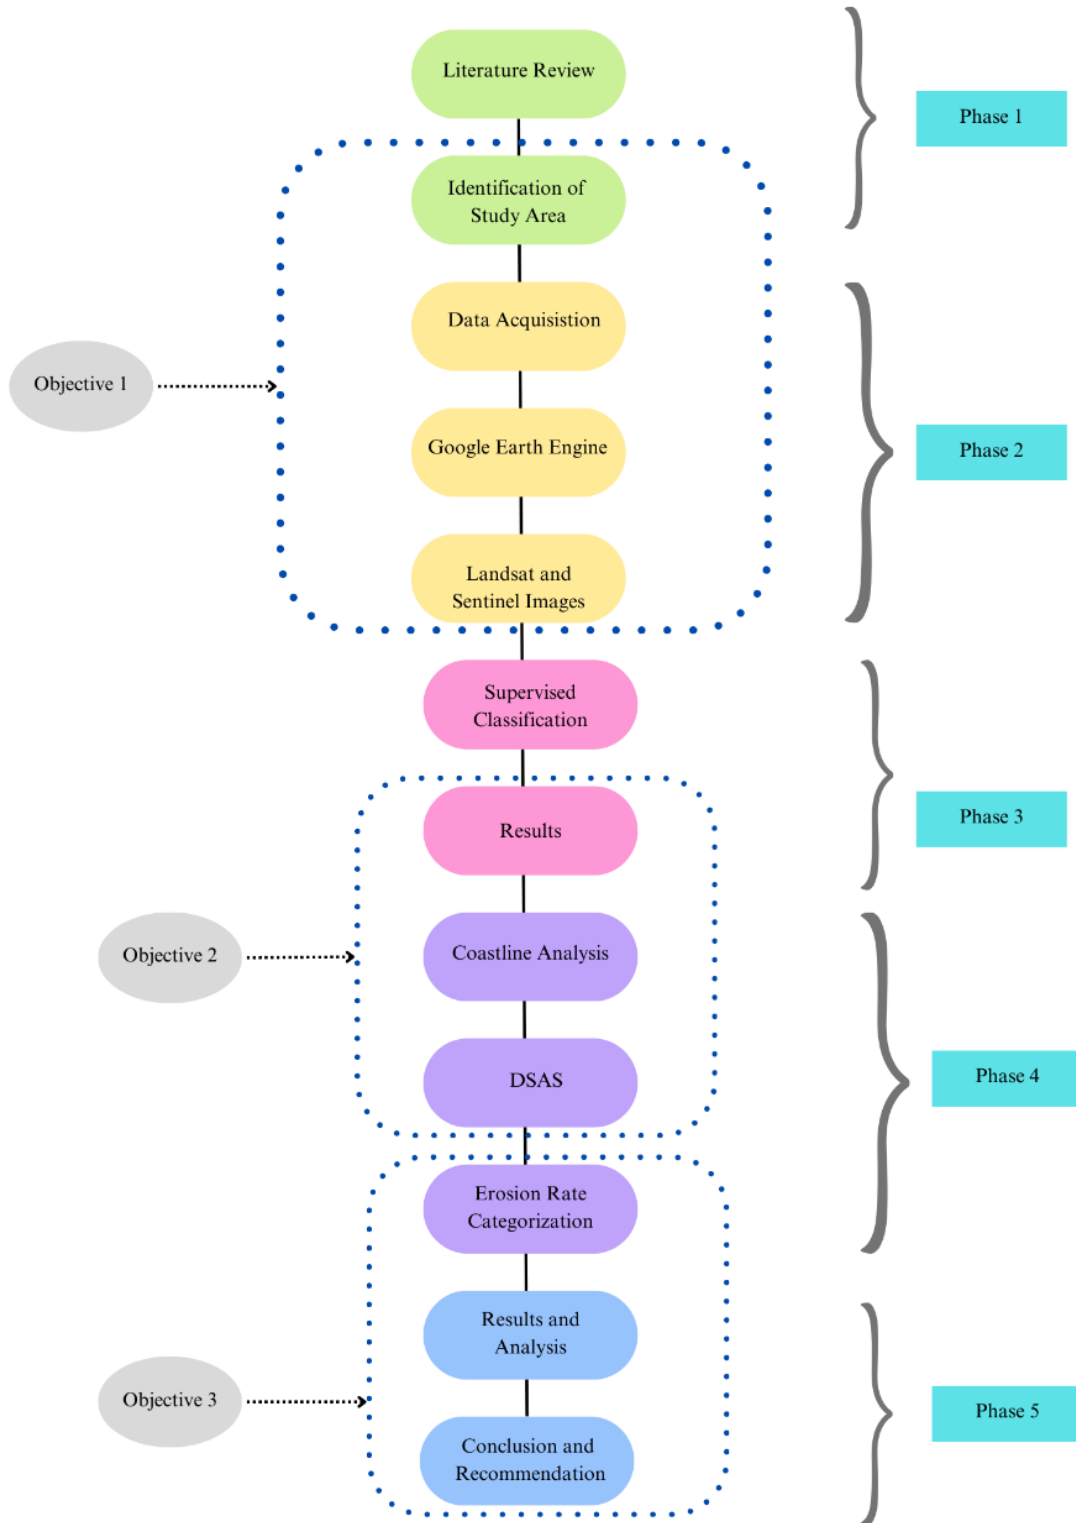 Literature Review
Phase 1
Identification of
Study Area
Data Acquisistion
Objective 1
Google Earth Engine
Phase 2
Landsat and
Sentinel Images
Supervised
Classification
Results
Phase 3
Coastline Analysis
Objective 2
DSAS
Phase 4
Erosion Rate
Categorization
Results and
Analysis
Objective 3
Phase 5
Conclusion and
Recommendation